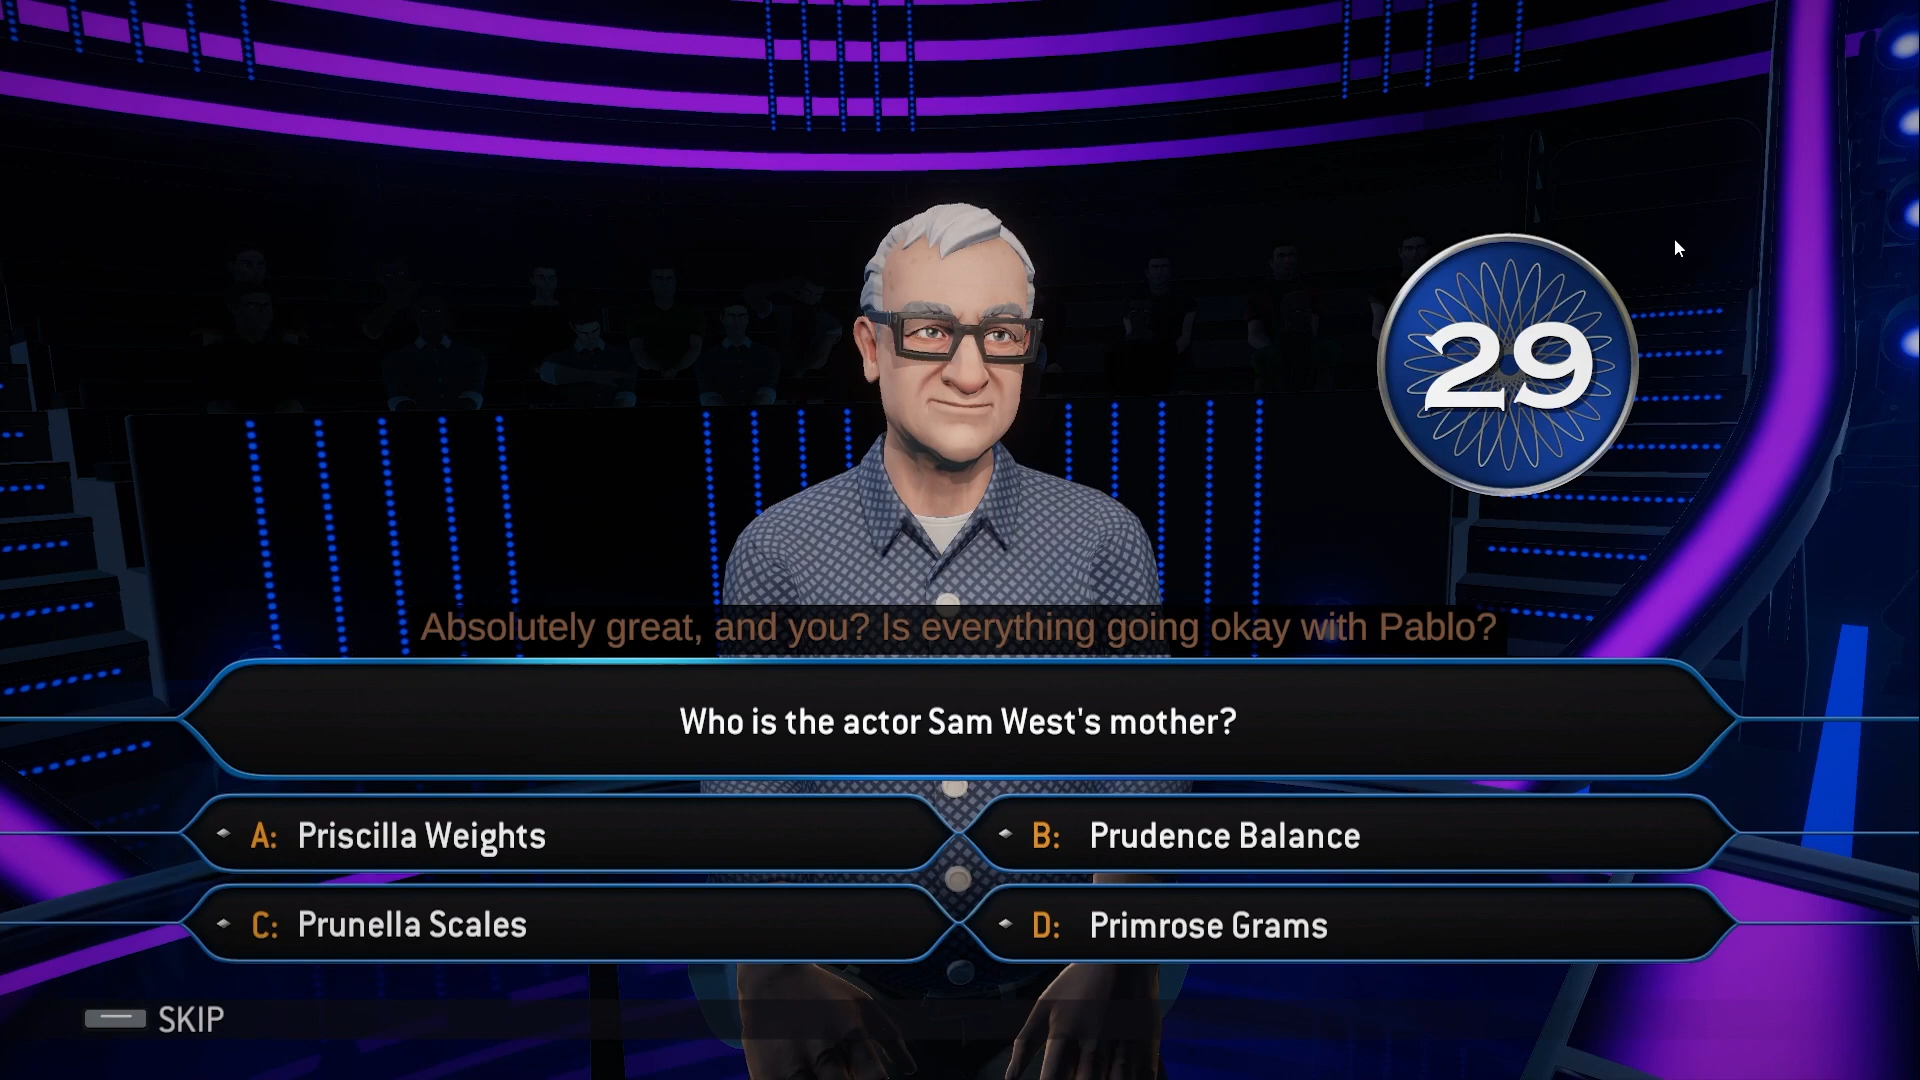 29
Absolutely great, and you? Is everything going okay with Pablo?
Who is the actor Sam West's mother?
A: Priscilla Weights
B: Prudence Balance
C: Prunella Scales
D: Primrose Grams
SKIP